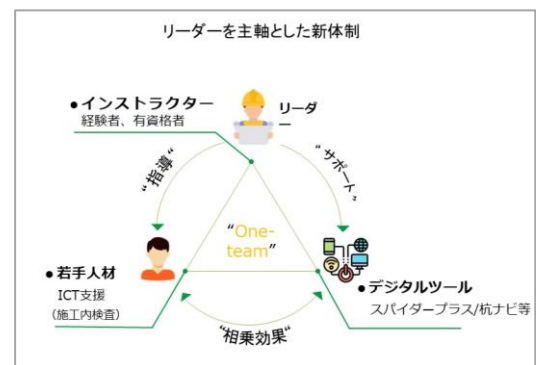 リーダーを主軸とした新体制
●インストラクター
経験者、有資格者
リーダ
ー
“指導“
“サポート”
“One-
team”
●若手人材
ICT支援
（施工内検査）
●デジタルツール
スパイダープラス/杭ナビ等
“相乗効果“